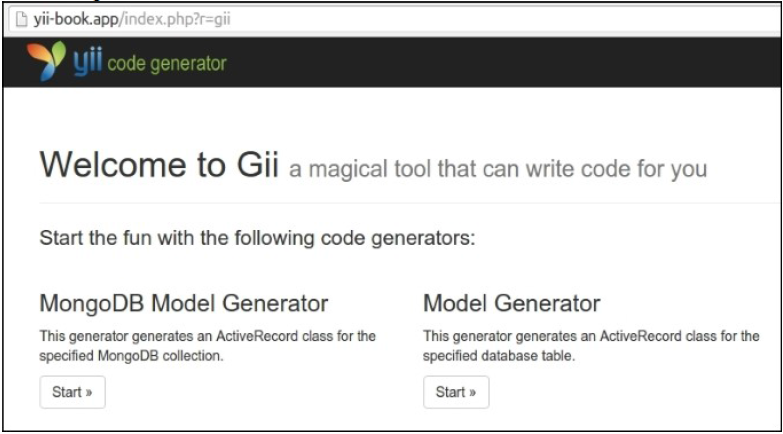 yii-book.app/index.php?r=gii
yii code generator
Welcome to Gii a magical tool that can write code for you
Start the fun with the following code generators:
MongoDB Model Generator
This generator generates an ActiveRecord class for the
specified MongoDB collection.
Start »
Model Generator
This generator generates an ActiveRecord class for the
specified database table.
Start »